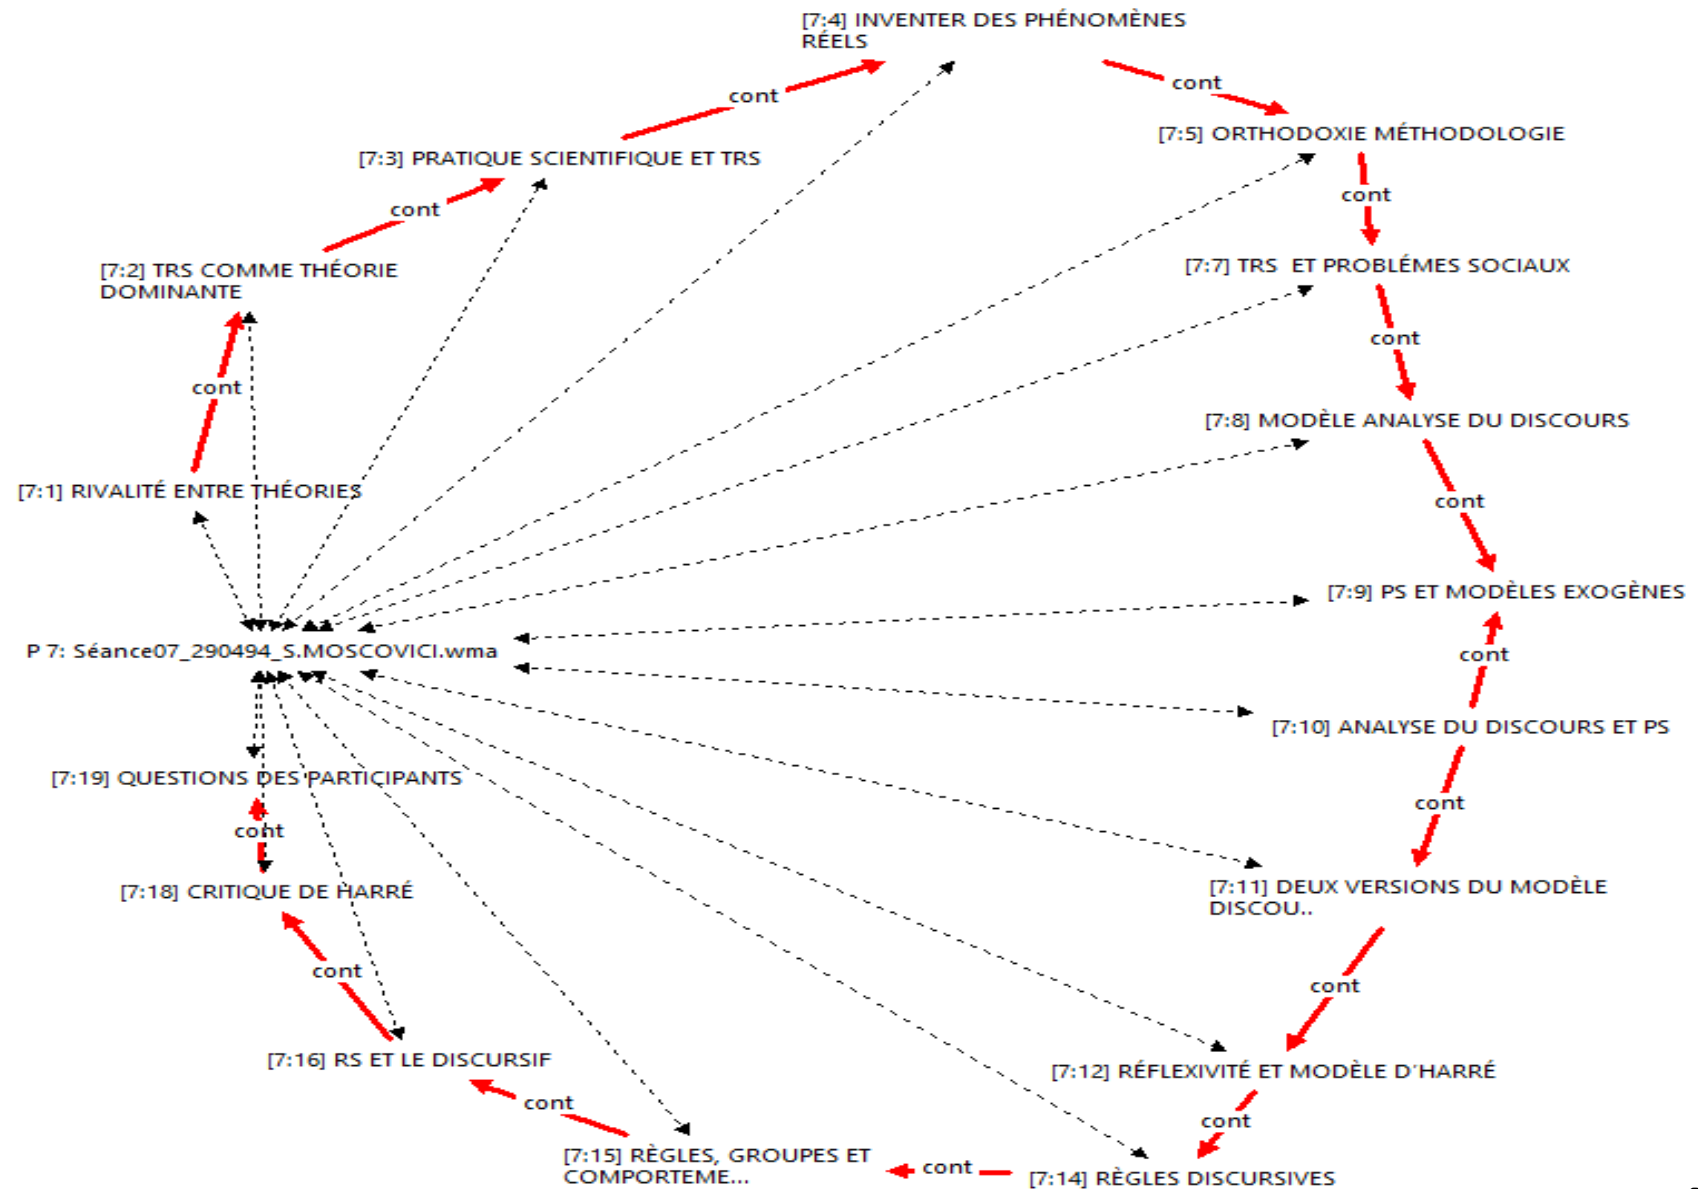 [7:4] INVENTER DES PHÉNOMÈNES
RÉELS
cont
cont
[7:5] ORTHODOXIE MÉTHODOLOGIE
[7:3] PRATIQUE SCIENTIFIQUE ET TRS
cont
cont
[7:7] TRS ET PROBLÉMES SOCIAUX
[7:2] TRS COMME THÉORIE
DOMINANTE
cont
cont
[7:8] MODÈLE ANALYSE DU DISCOURS
[7:1] RIVALITÉ ENTRE THÉORIES
cont
[7:9] PS ET MODÈLES EXOGÈNES
P 7: Séance07_290494_S.MOSCOVICI.wma
cont
[7:10] ANALYSE DU DISCOURS ET PS
[7:19] QUESTIONS DES PARTICIPANTS
cont
cont
[7:18] CRITIQUE DE HARRÉ
[7:11] DEUX VERSIONS DU MODÈLE
DISCOU..
cont
cont
[7:16] RS ET LE DISCURSIF
[7:12] RÉFLEXIVITÉ ET MODÈLE D'HARRÉ
cont
cont
[7:15] RÈGLES, GROUPES ET
COMPORTEME...
cont
[7:14] RÈGLES DISCURSIVES